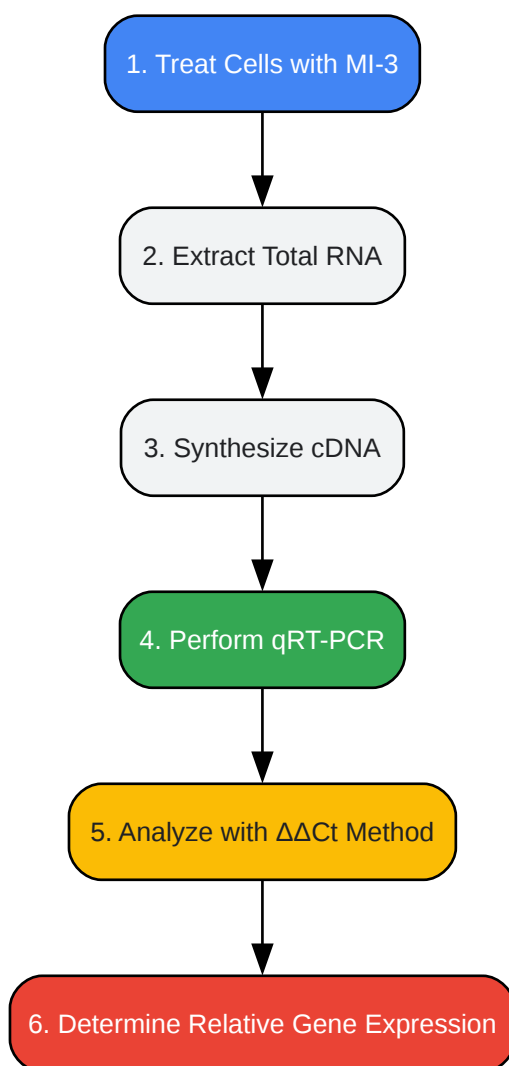 1. Treat Cells with MI-3
2. Extract Total RNA
3. Synthesize cDNA
4. Perform qRT-PCR
5. Analyze with ΔΔCt Method
6. Determine Relative Gene Expression